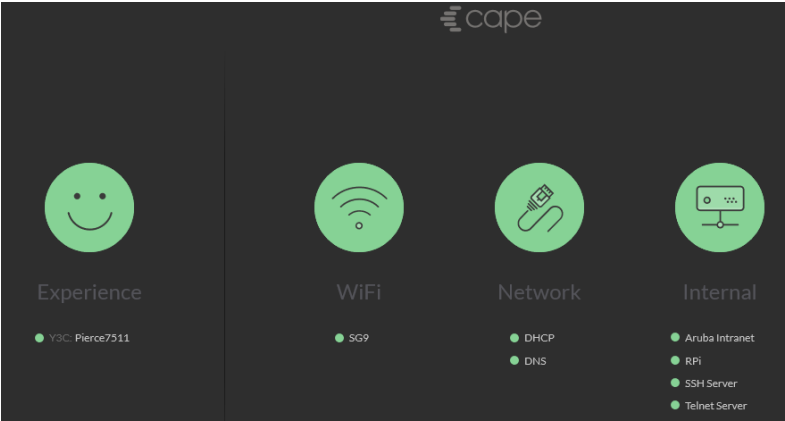 cape
Experience
Y3C: Pierce7511
WiFi
SG9
Network
DHCP
DNS
Internal
Aruba Intranet
RPi
SSH Server
Telnet Server